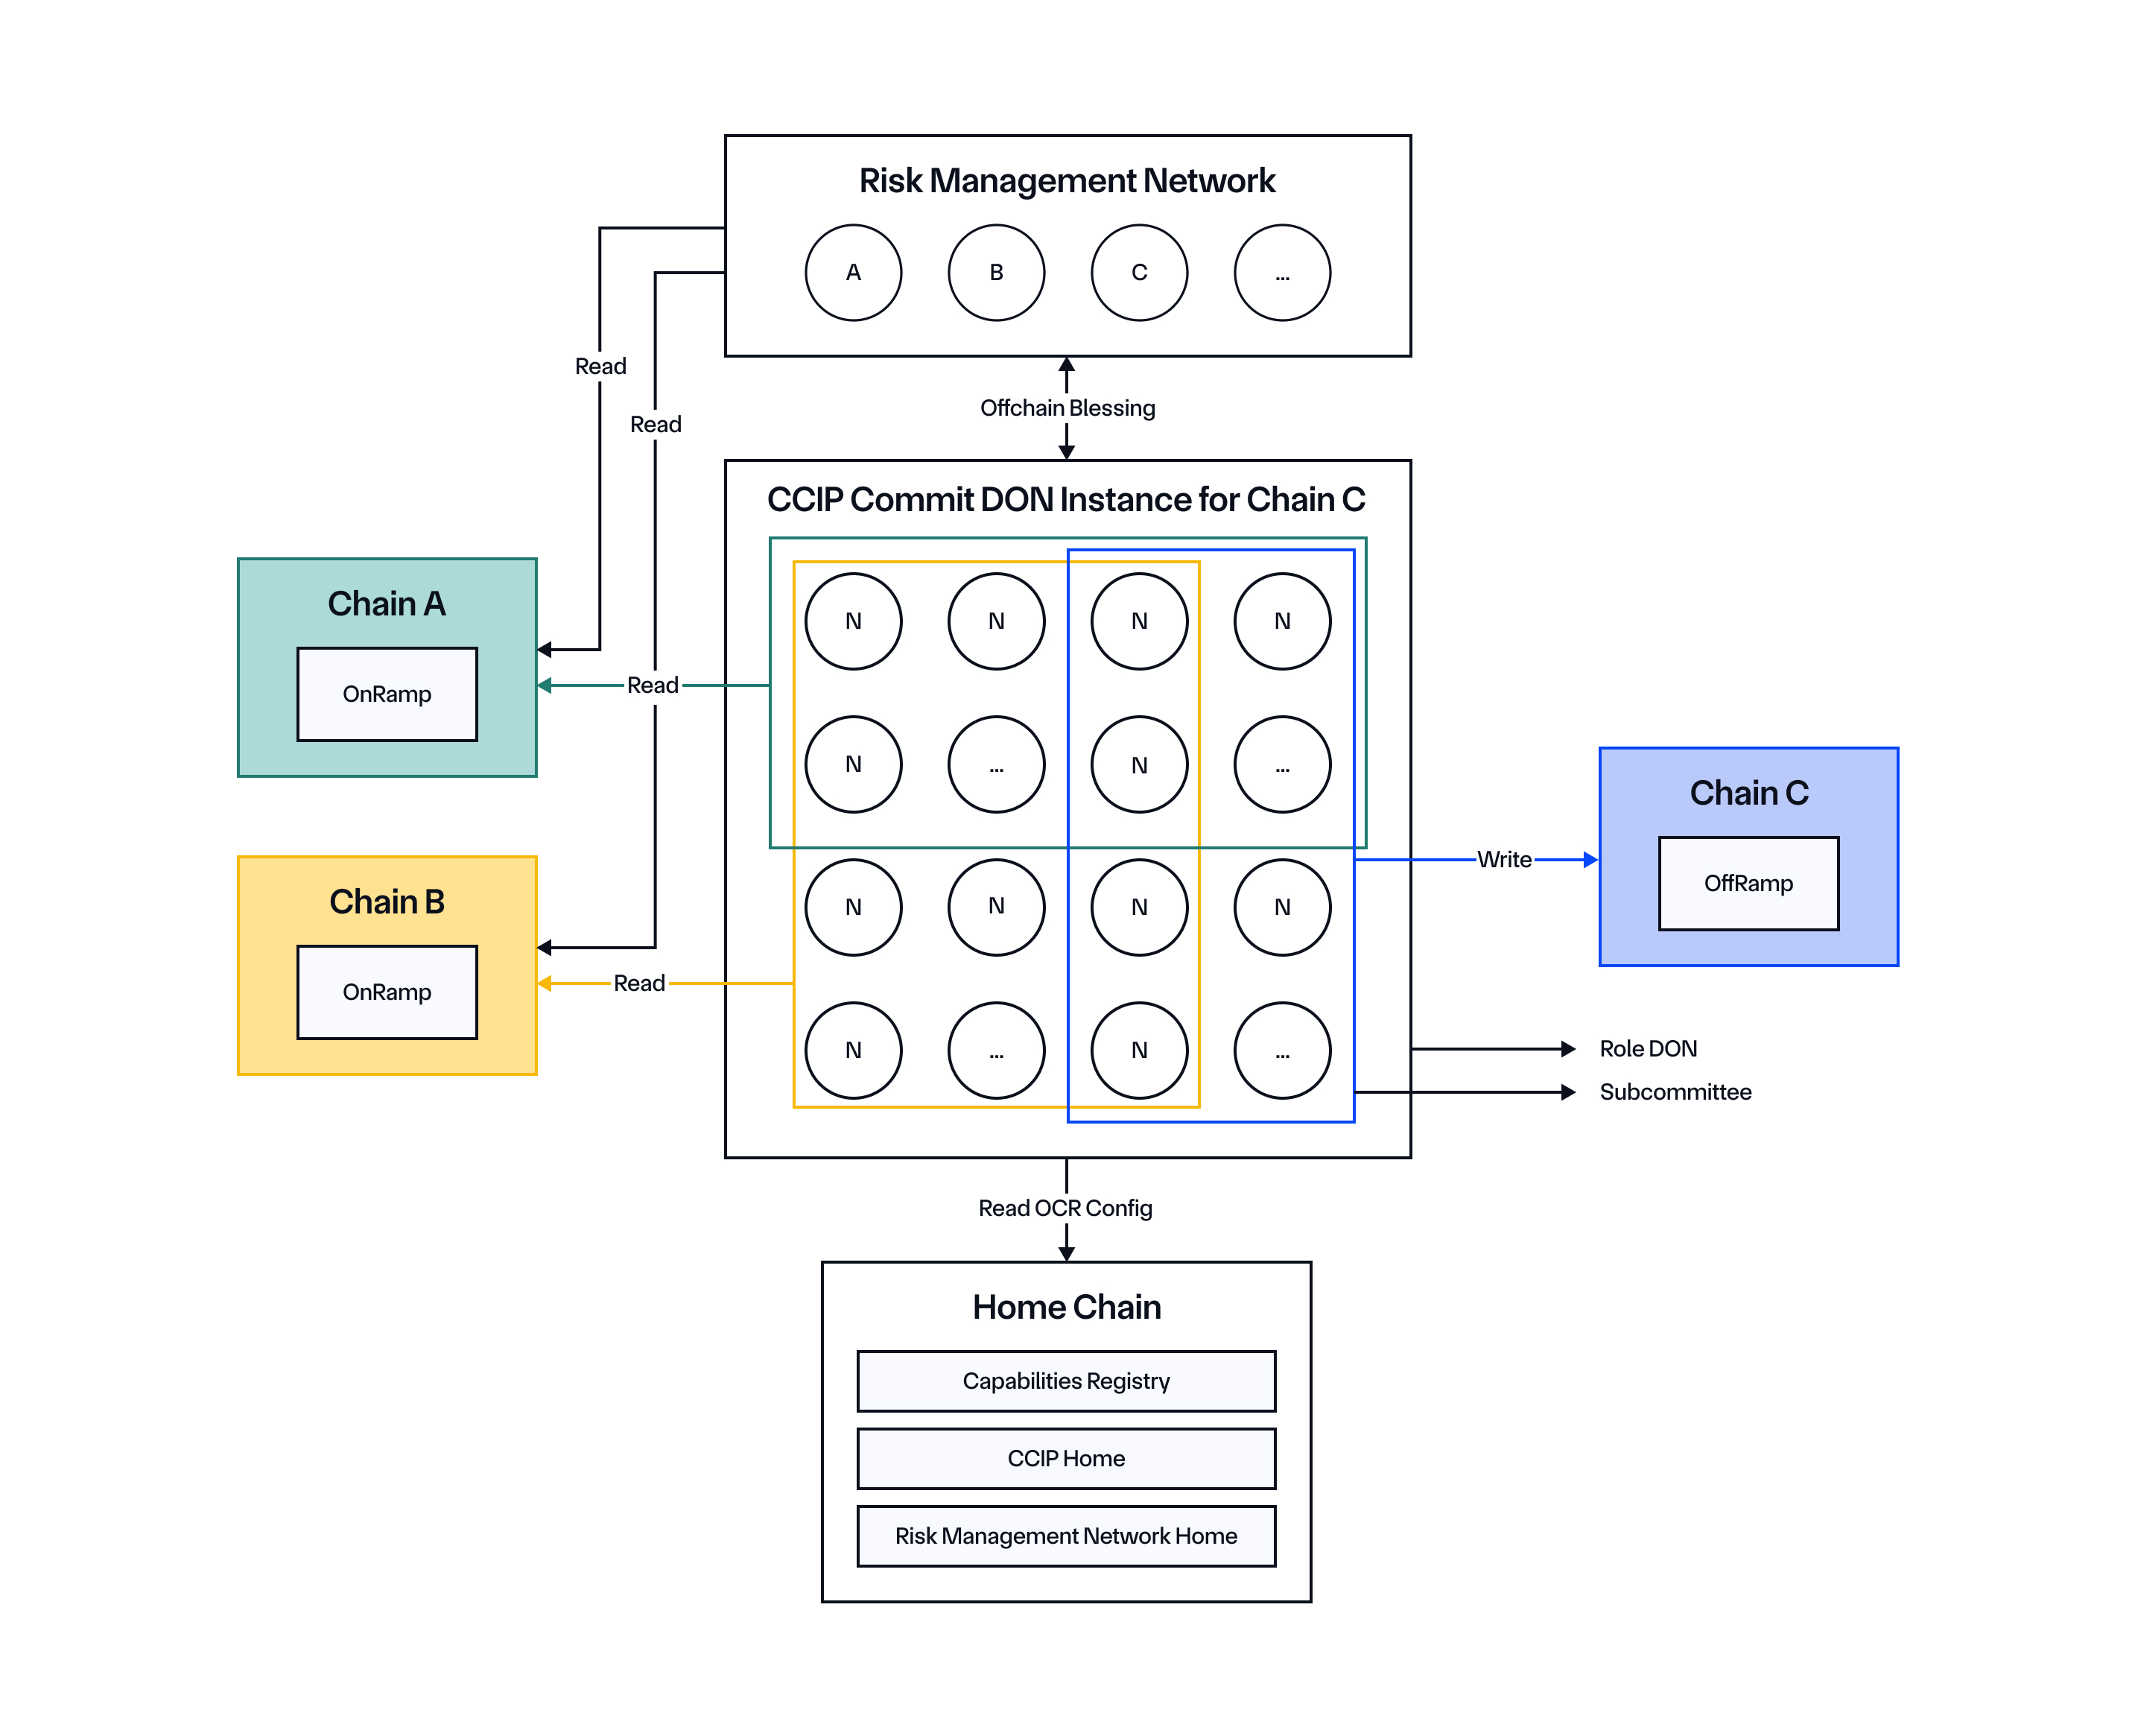 Risk Management Network
A
B
C
...
Read
Read
Offchain Blessing
CCIP Commit DON Instance for Chain C
N
N
N
N
Chain A
OnRamp
Read
N
...
N
...
Chain C
OffRamp
Write
Chain B
OnRamp
Read
N
N
N
N
N
...
N
...
Role DON
Subcommittee
Read OCR Config
Home Chain
Capabilities Registry
CCIP Home
Risk Management Network Home